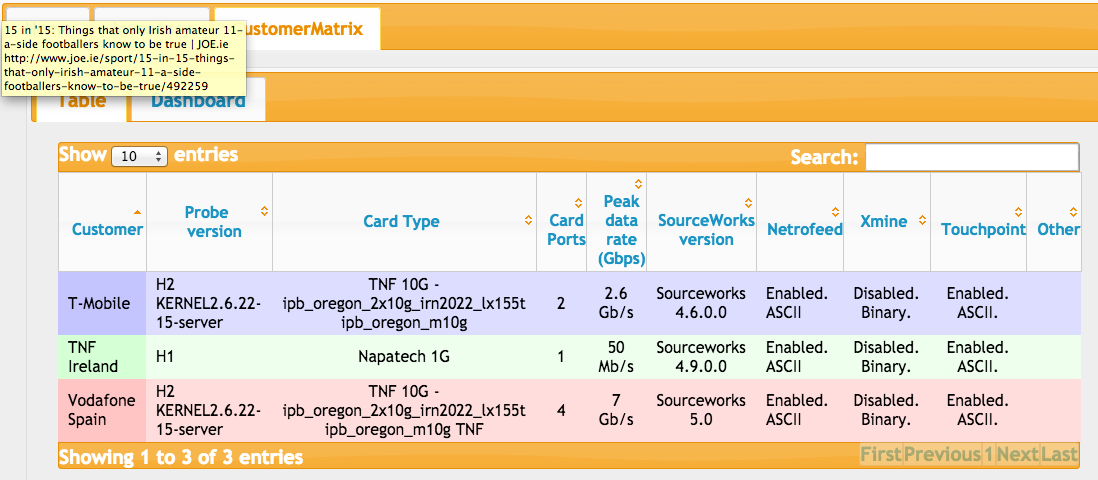 15 in '15: Things that only Irish amateur 11-
a-side footballers know to be true | JOE.ie
http://www.joe.ie/sport/15-in-15-things-
that-only-irish-amateur-11-a-side-
footballers-know-to-be-true/492259
ustomerMatrix
Table Dashboard
Show 10 entries Search:
Customer Probe version Card Type Card Ports Peak data rate (Gbps) SourceWorks version Netrofeed Xmine Touchpoint Other
T-Mobile
H2
KERNEL2.6.22-
15-server
TNF 10G -
ipb_oregon_2x10g_irn2022_lx155t
ipb_oregon_m10g
2
2.6
Gb/s
Sourceworks
4.6.0.0
Enabled.
ASCII
Disabled.
Binary.
Enabled.
ASCII.
TNF
Ireland
H1
Napatech 1G
1
50
Mb/s
Sourceworks
4.9.0.0
Enabled.
ASCII
Disabled.
Binary.
Enabled.
ASCII.
Vodafone
Spain
H2
KERNEL2.6.22-
15-server
TNF 10G -
ipb_oregon_2x10g_irn2022_lx155t
ipb_oregon_m10g TNF
4
7
Gb/s
Sourceworks
5.0
Enabled.
ASCII
Disabled.
Binary.
Enabled.
ASCII.
Showing 1 to 3 of 3 entries First Previous 1 Next Last